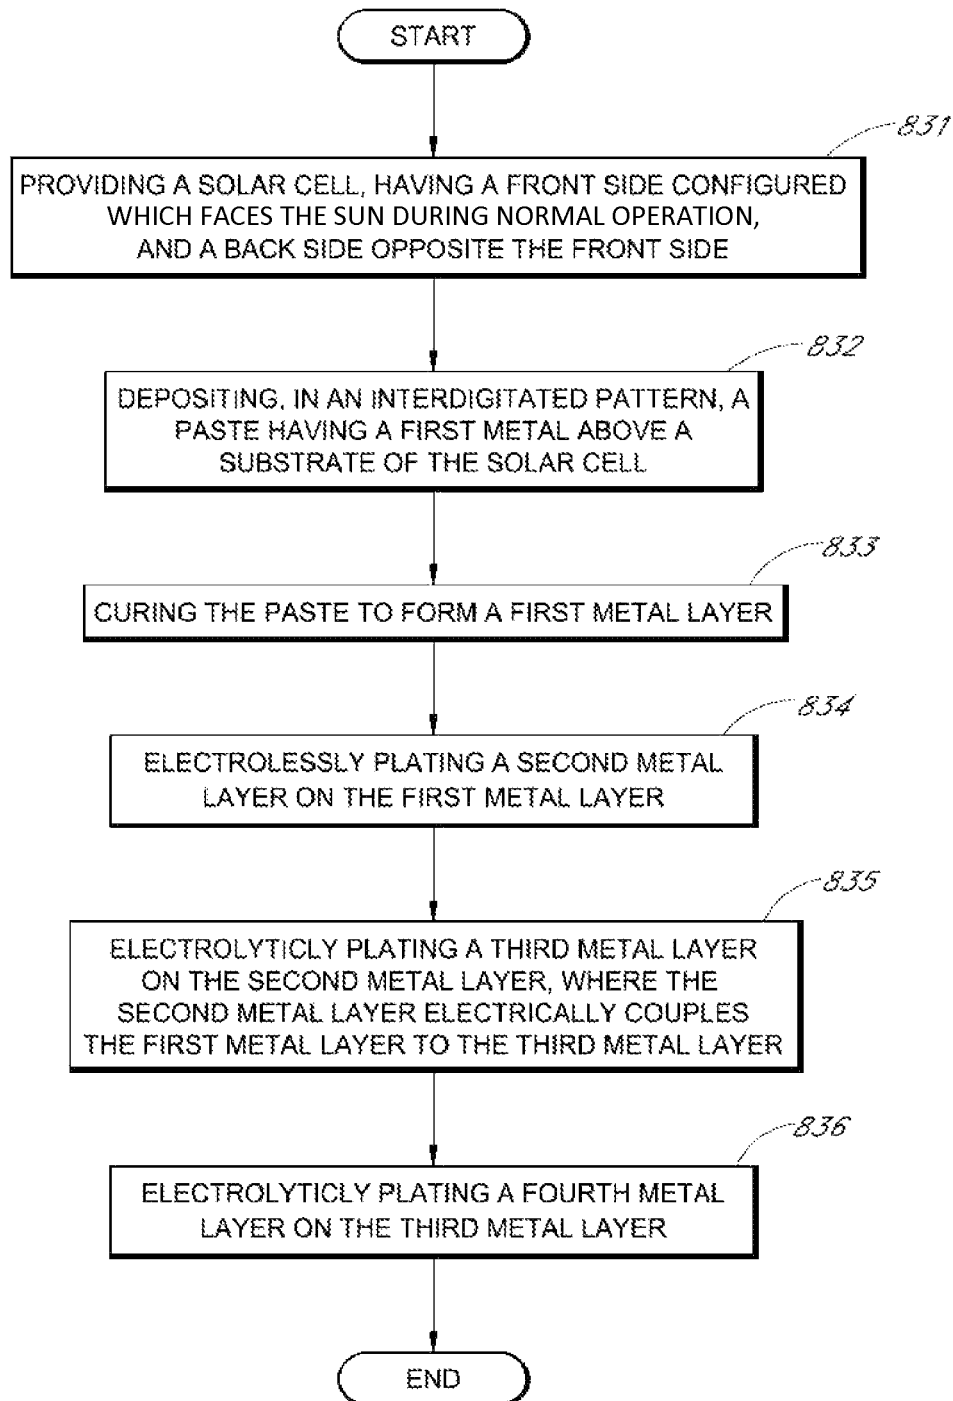 START
831
PROVIDING A SOLAR CELL, HAVING A FRONT SIDE CONFIGURED
WHICH FACES THE SUN DURING NORMAL OPERATION,
AND A BACK SIDE OPPOSITE THE FRONT SIDE
832
DEPOSITING, IN AN INTERDIGITATED PATTERN, A
PASTE HAVING A FIRST METAL ABOVE A
SUBSTRATE OF THE SOLAR CELL
833
CURING THE PASTE TO FORM A FIRST METAL LAYER
834
ELECTROLESSLY PLATING A SECOND METAL
LAYER ON THE FIRST METAL LAYER
835
ELECTROLYTICLY PLATING A THIRD METAL LAYER
ON THE SECOND METAL LAYER, WHERE THE
SECOND METAL LAYER ELECTRICALLY COUPLES
THE FIRST METAL LAYER TO THE THIRD METAL LAYER
836
ELECTROLYTICLY PLATING A FOURTH METAL
LAYER ON THE THIRD METAL LAYER
END